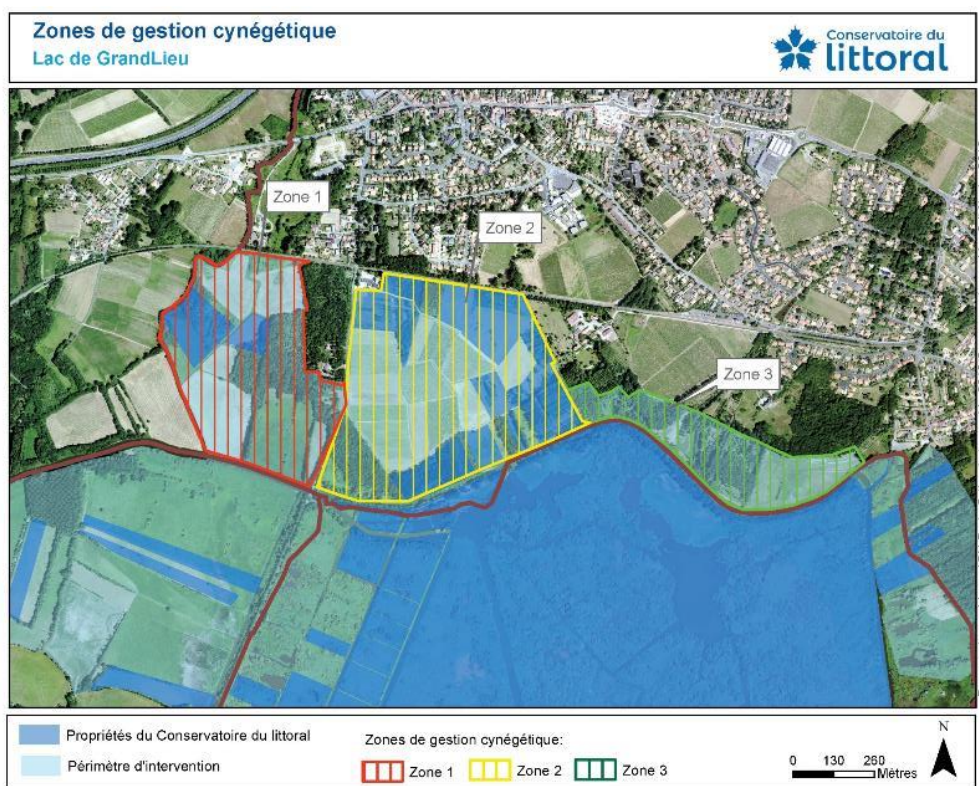 Zones de gestion cynégétique
Lac de GrandLieu
Conservatoire du
littoral
Zone 1
Zone 2
Zone 3
Propriétés du Conservatoire du littoral
Périmètre d'intervention
Zones de gestion cynégétique:
Zone 1
Zone 2
Zone 3
0 130 260
Mètres
N